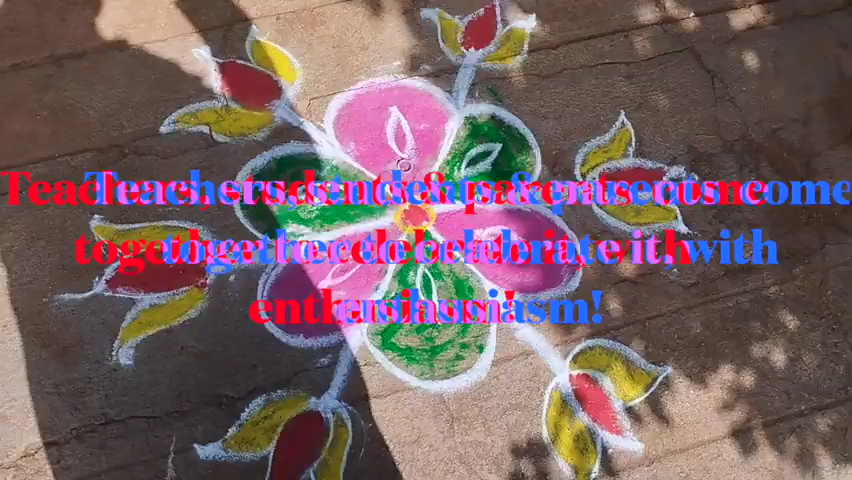 Teachers, students & parents come
together to celebrate it, with
enthusiasm!